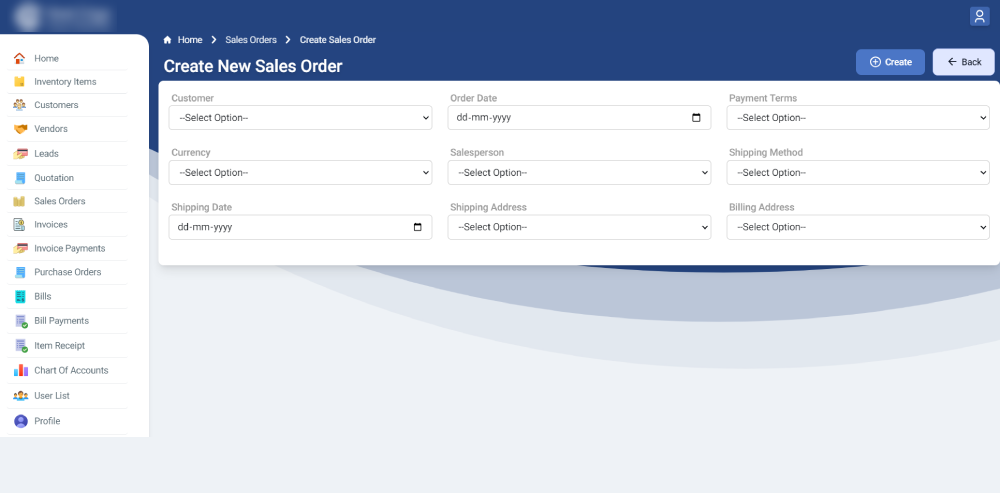 Home > Sales Orders > Create Sales Order
Create New Sales Order
Create
Back
Home
Inventory Items
Customers
Vendors
Leads
Quotation
Sales Orders
Invoices
Invoice Payments
Purchase Orders
Bills
Bill Payments
Item Receipt
Chart Of Accounts
User List
Profile
Customer
--Select Option--
Order Date
dd-mm-yyyy
Payment Terms
--Select Option--
Currency
--Select Option--
Salesperson
--Select Option--
Shipping Method
--Select Option--
Shipping Date
dd-mm-yyyy
Shipping Address
--Select Option--
Billing Address
--Select Option--